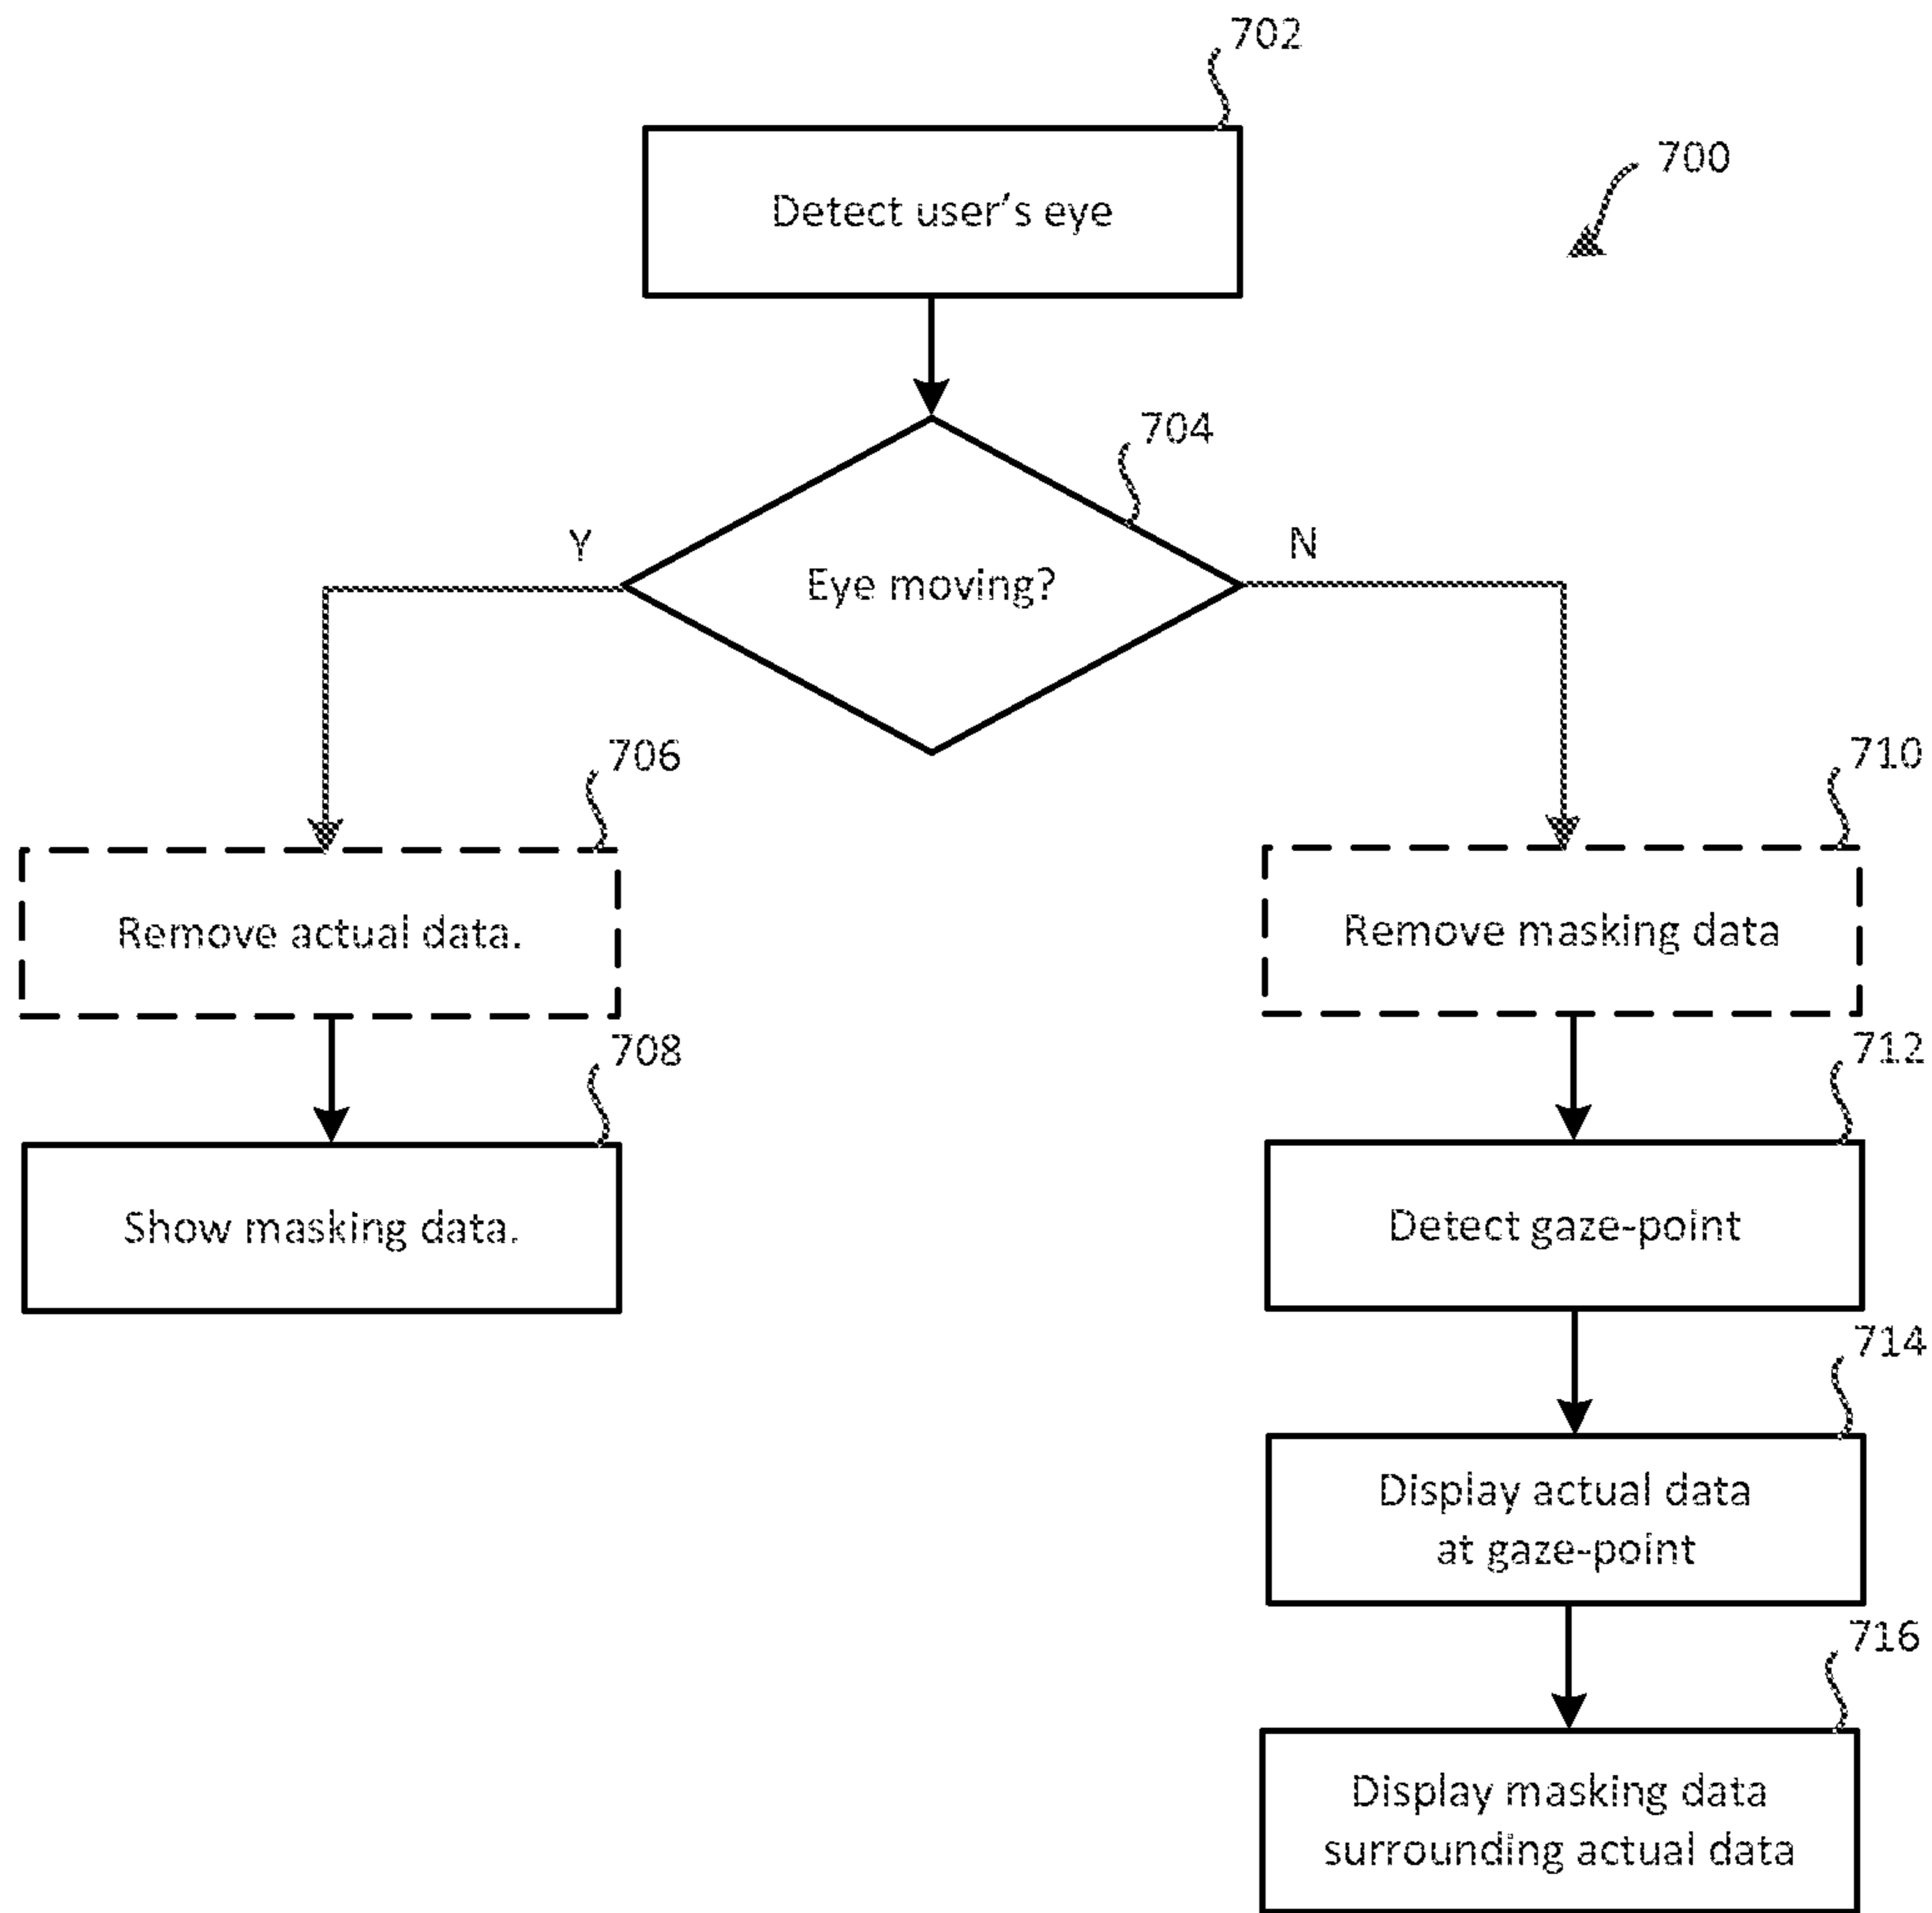 702
700
Detect user's eye
704
Y
N
Eye moving?
706
710
Remove actual data.
Remove masking data
708
712
Show masking data.
Detect gaze-point
714
Display actual data
at gaze-point
716
Display masking data
surrounding actual data